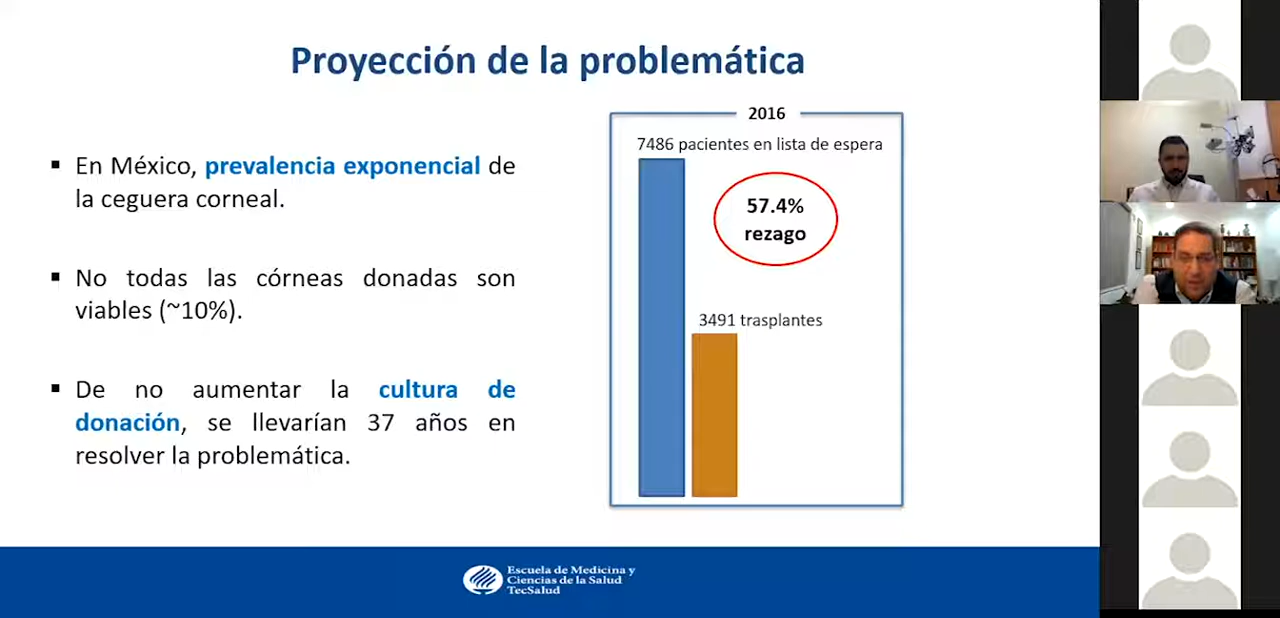 Proyección de la problemática
▪ En México, prevalencia exponencial de
la ceguera corneal.
▪ No todas las córneas donadas son
viables (~10%).
▪ De no aumentar la cultura de
donación, se llevarían 37 años en
resolver la problemática.
2016
7486 pacientes en lista de espera
57.4%
rezago
3491 trasplantes
Escuela de Medicina y
Ciencias de la Salud
TecSalud